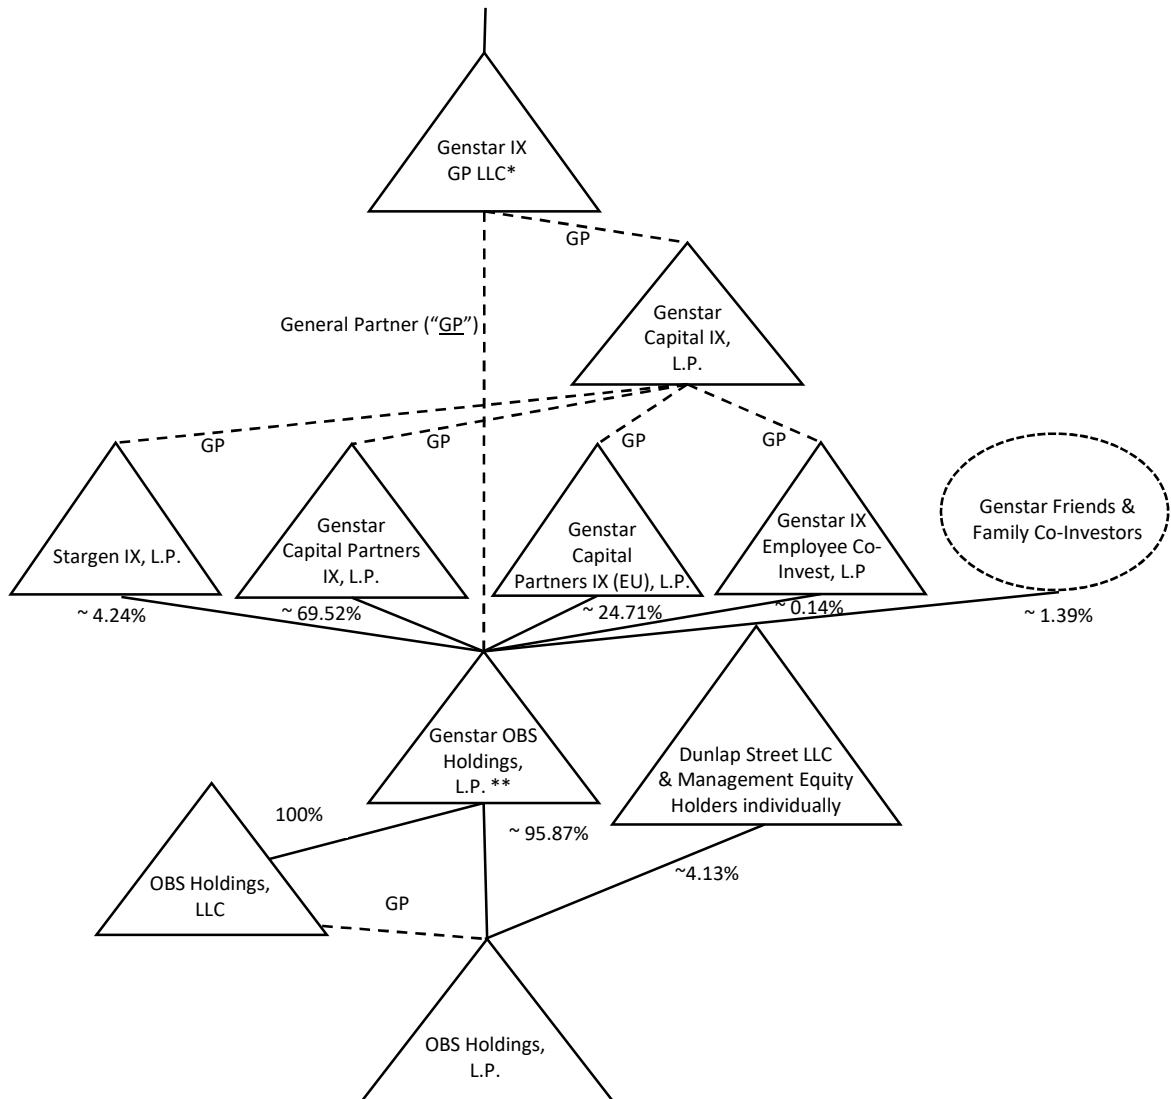 Genstar IX
GP LLC*
GP
General Partner ("GP")
Genstar
Capital IX,
L.P.
GP
GP
GP
GP
Stargen IX, L.P.
Genstar
Capital Partners
IX, L.P.
Genstar
Capital
Partners IX (EU), L.P.
Genstar IX
Employee Co-
Invest, L.P
Genstar Friends &
Family Co-Investors
~ 4.24%
~ 69.52%
~ 24.71%
~ 0.14%
~ 1.39%
Genstar OBS
Holdings,
L.P. **
Dunlap Street LLC
& Management Equity
Holders individually
100%
~ 95.87%
~4.13%
OBS Holdings,
LLC
GP
OBS Holdings,
L.P.